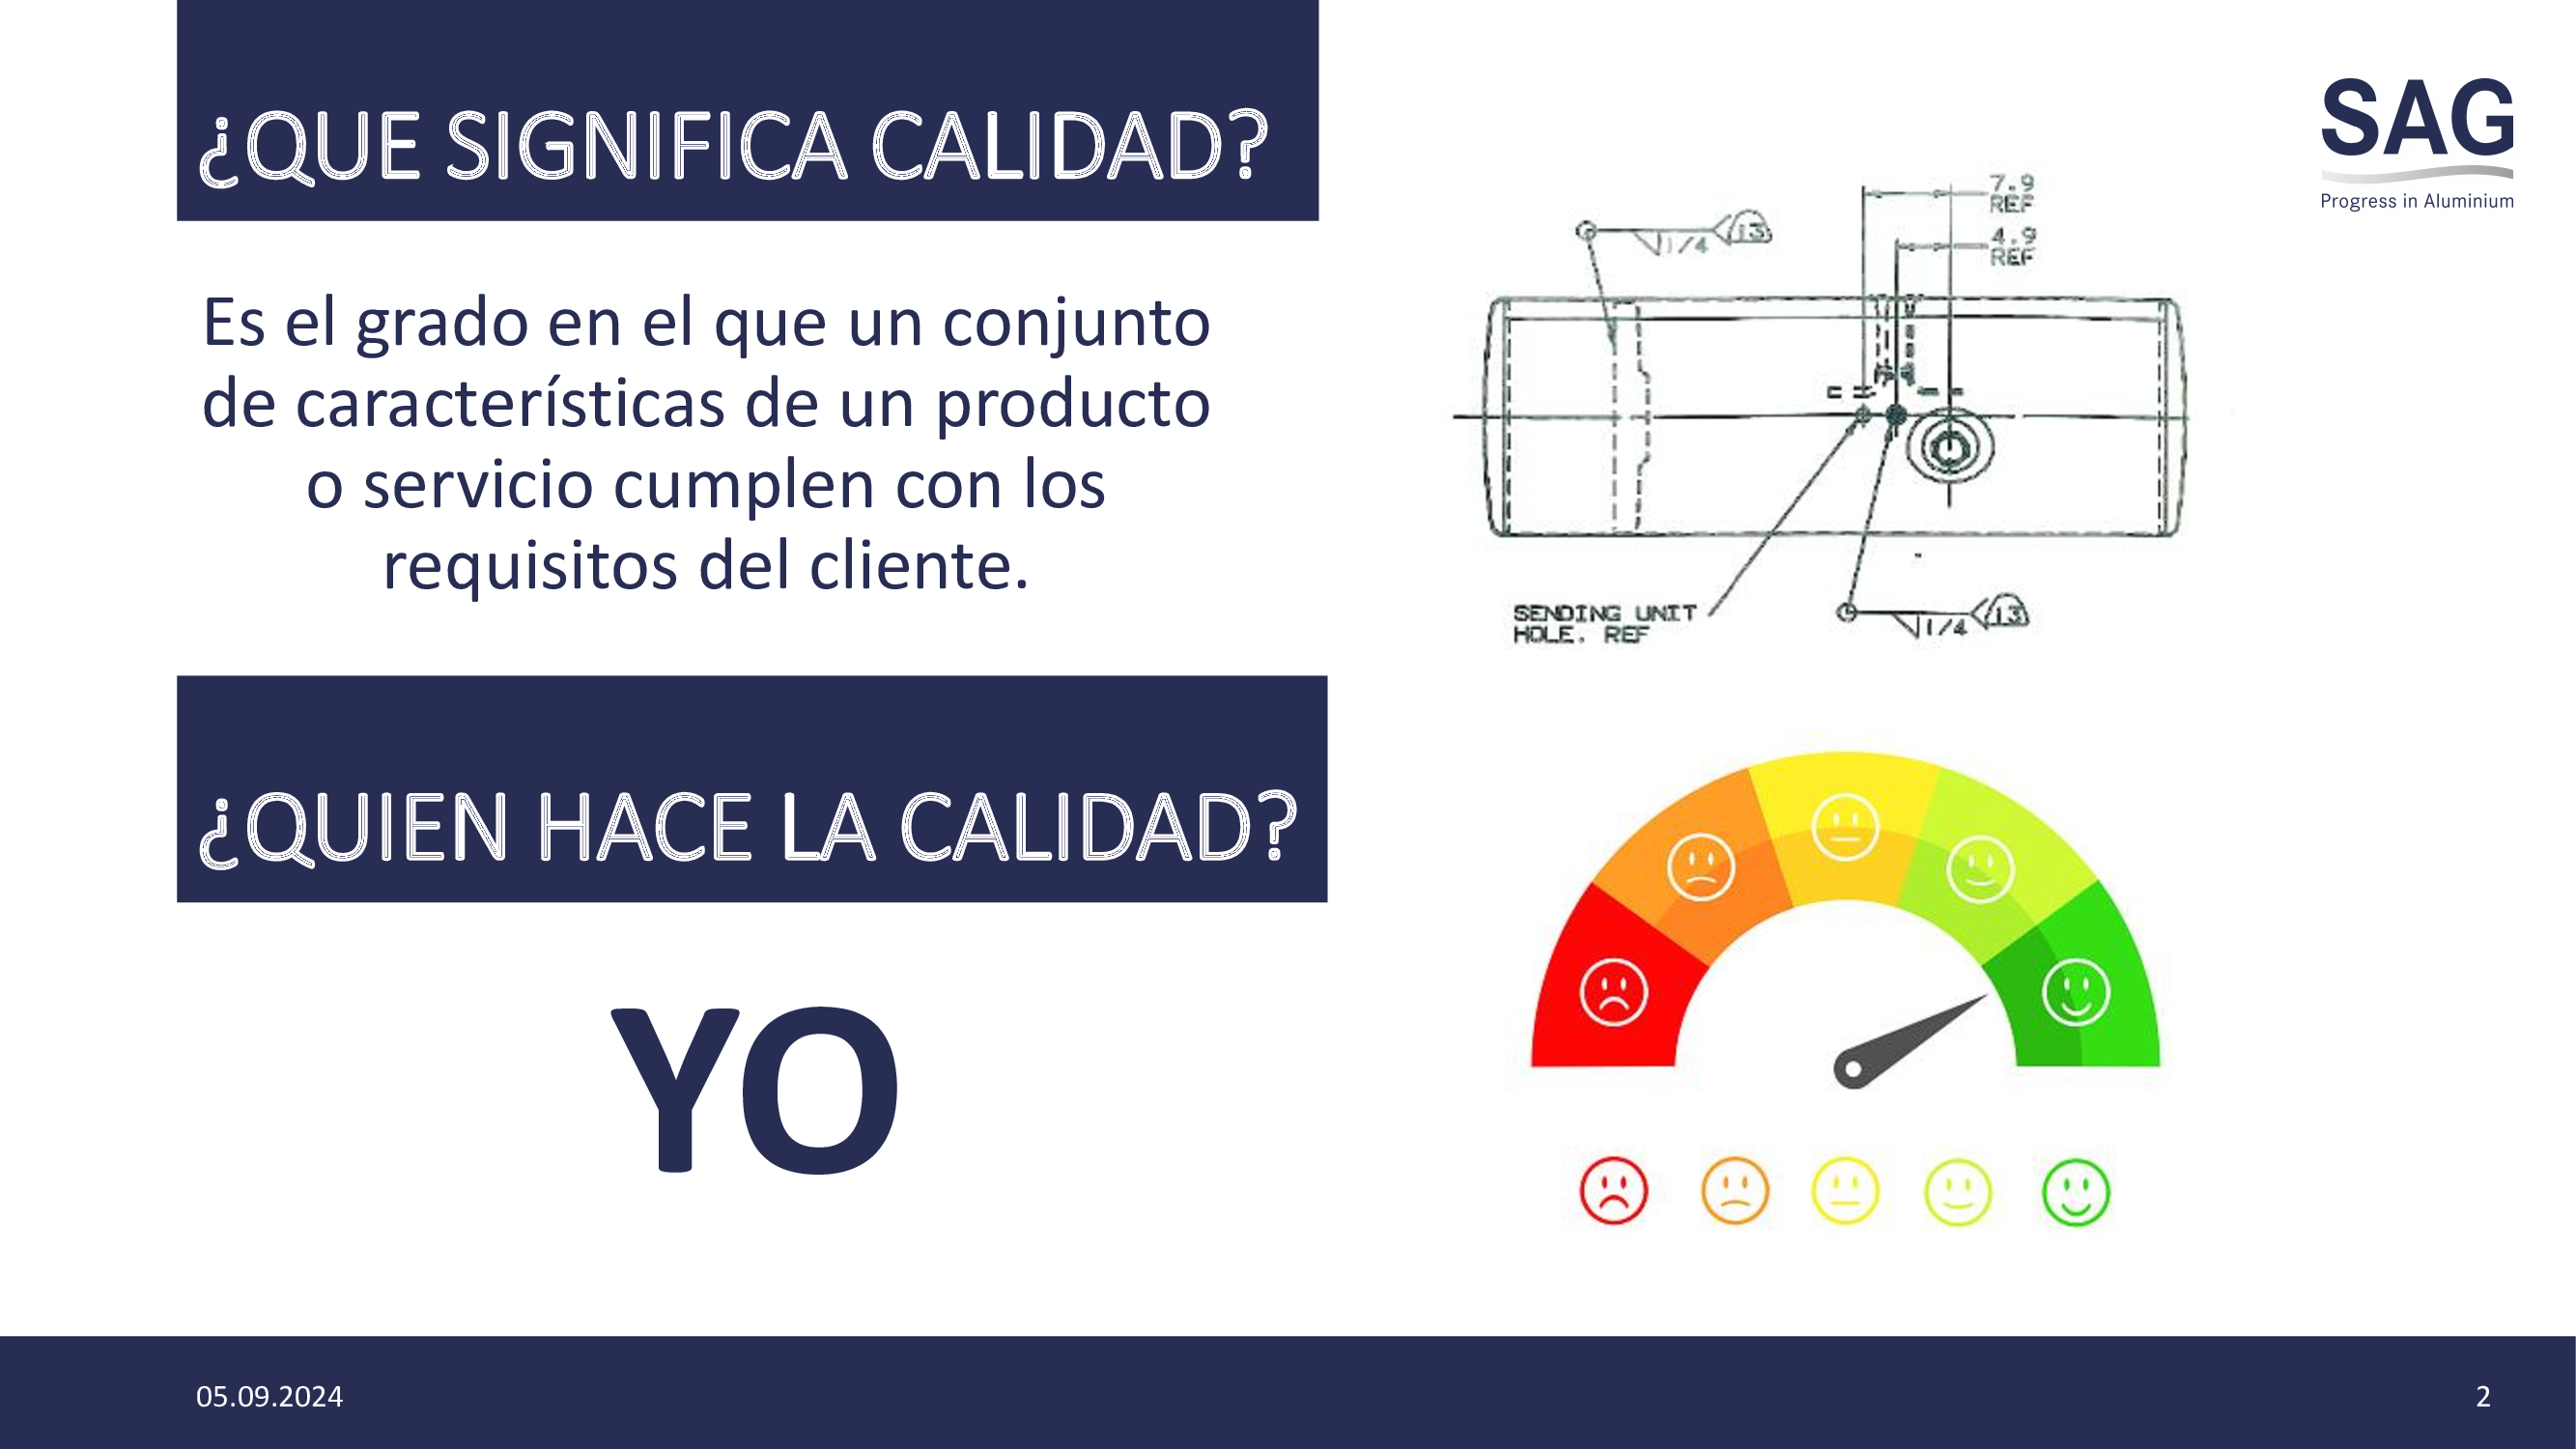 ¿QUE SIGNIFICA CALIDAD?
SAG
Progress in Aluminium
Es el grado en el que un conjunto
de características de un producto
o servicio cumplen con los
requisitos del cliente.
7.9
REF
4.9
REF
1/4
13
SENDING UNIT
HOLE. REF
1/4
13
¿QUIEN HACE LA CALIDAD?
YO
05.09.2024
2